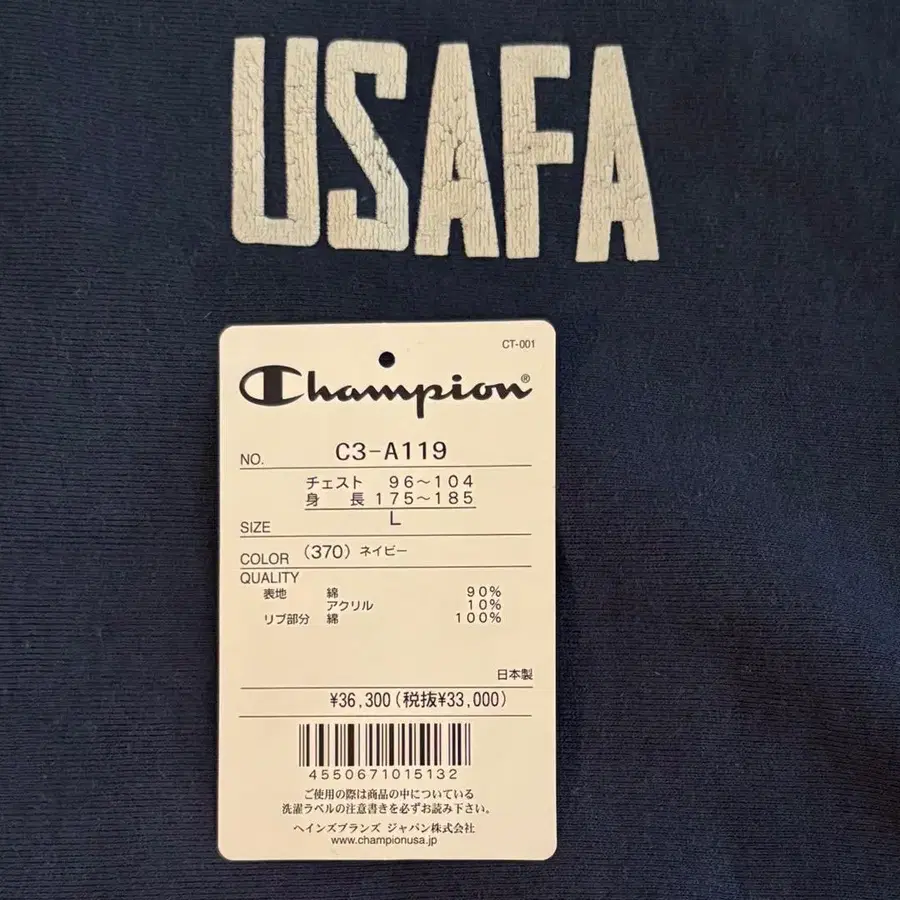 USAFA
CT-001
Champion®
NO. C3-A119
チェスト 96〜104
身 長 175〜185
SIZE L
COLOR (370) ネイビー
QUALITY
表地 綿 90%
アクリル 10%
リブ部分 綿 100%
日本製
¥36,300(税抜¥33,000)
4550671015132
ご使用の際は商品の中についている
洗濯ラベルの注意書きを必ずお読み下さい。
ヘインズブランズ ジャパン株式会社
www.championusa.jp